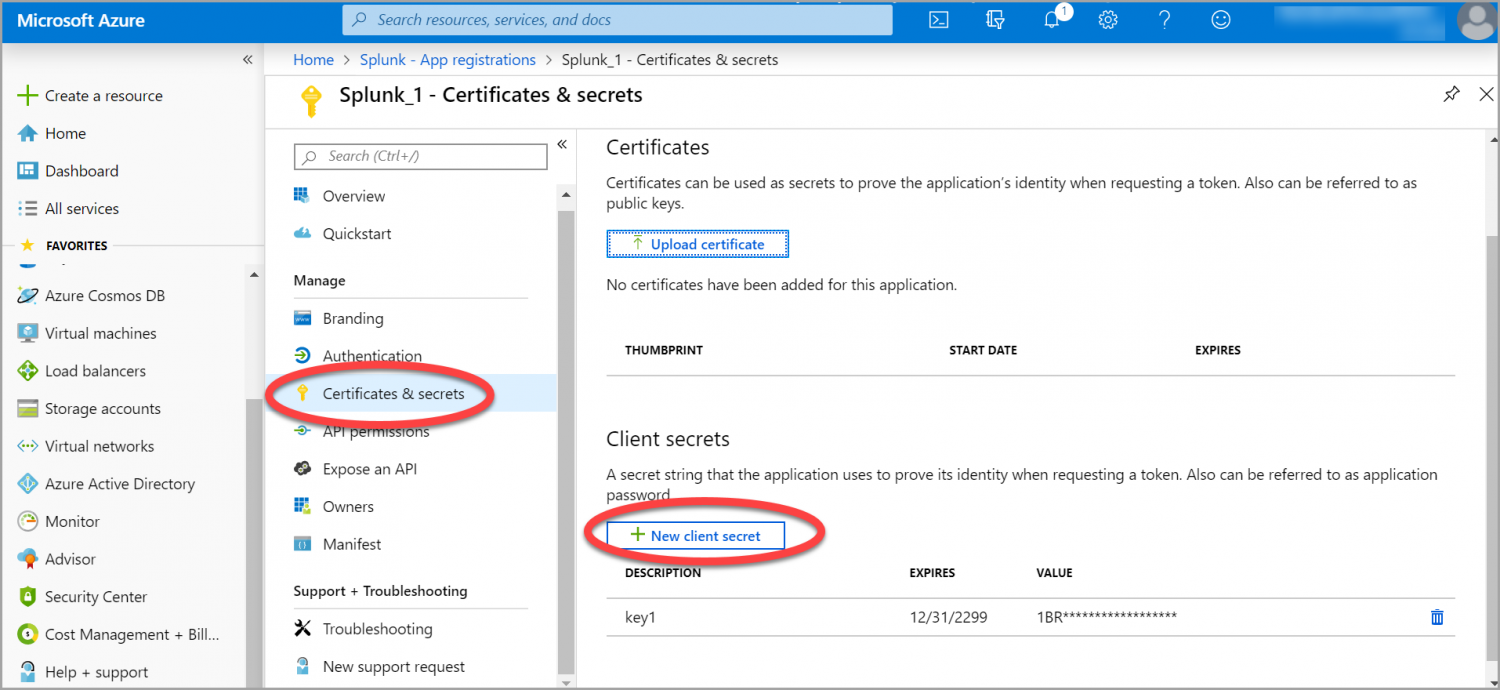 Microsoft Azure
Search resources, services, and docs
1
Home > Splunk - App registrations > Splunk_1 - Certificates & secrets
Splunk_1 - Certificates & secrets
Create a resource
Home
Dashboard
All services
FAVORITES
Azure Cosmos DB
Virtual machines
Load balancers
Storage accounts
Virtual networks
Azure Active Directory
Monitor
Advisor
Security Center
Cost Management + Bill...
Help + support
Search (Ctrl+/)
Overview
Quickstart
Manage
Branding
Authentication
Certificates & secrets
API permissions
Expose an API
Owners
Manifest
Support + Troubleshooting
Troubleshooting
New support request
Certificates
Certificates can be used as secrets to prove the application's identity when requesting a token. Also can be referred to as
public keys.
Upload certificate
No certificates have been added for this application.
THUMBPRINT START DATE EXPIRES
Client secrets
A secret string that the application uses to prove its identity when requesting a token. Also can be referred to as application
password.
New client secret
DESCRIPTION EXPIRES VALUE
key1 12/31/2299 1BR******************